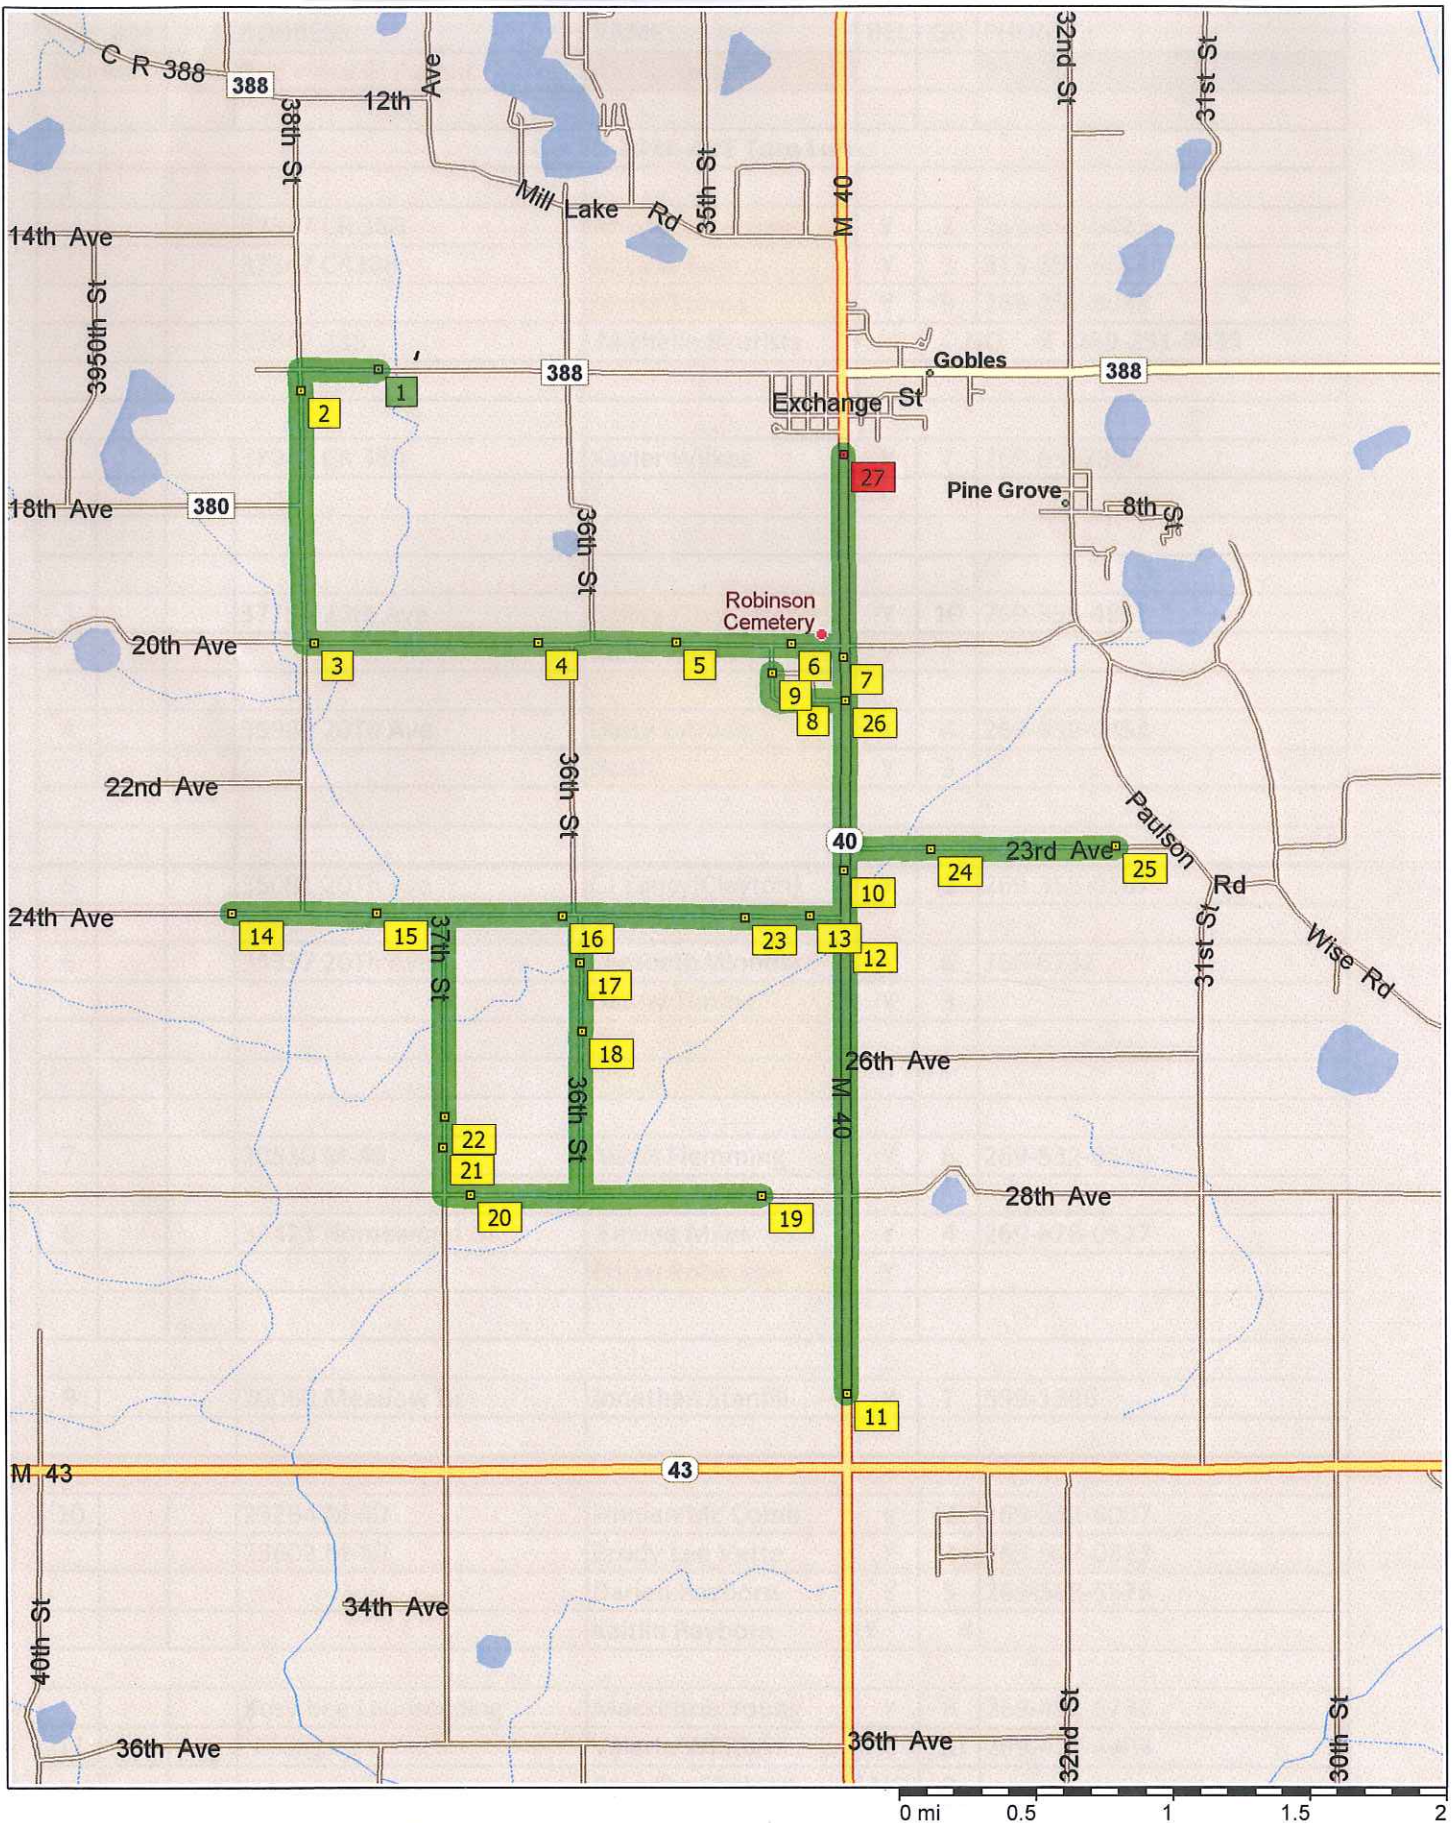 C R 388
388
12th
Ave
38th St
Mill Lake Rd
35th St
M 40
32nd St
31st St
14th Ave
3950th St
1
2
388
Gobles
388
Exchange St
27
18th Ave
380
36th St
Pine Grove
8th St
Robinson
Cemetery
20th Ave
3
4
5
6
7
9
8
26
22nd Ave
36th St
40
23rd Ave
24
25
Paulson Rd
10
24th Ave
14
15
37th St
16
23
13
12
31st St
Wise Rd
17
18
36th St
M 40
26th Ave
22
21
20
19
28th Ave
11
M 43
43
40th St
34th Ave
36th Ave
36th Ave
32nd St
30th St
0 mi 0.5 1 1.5 2